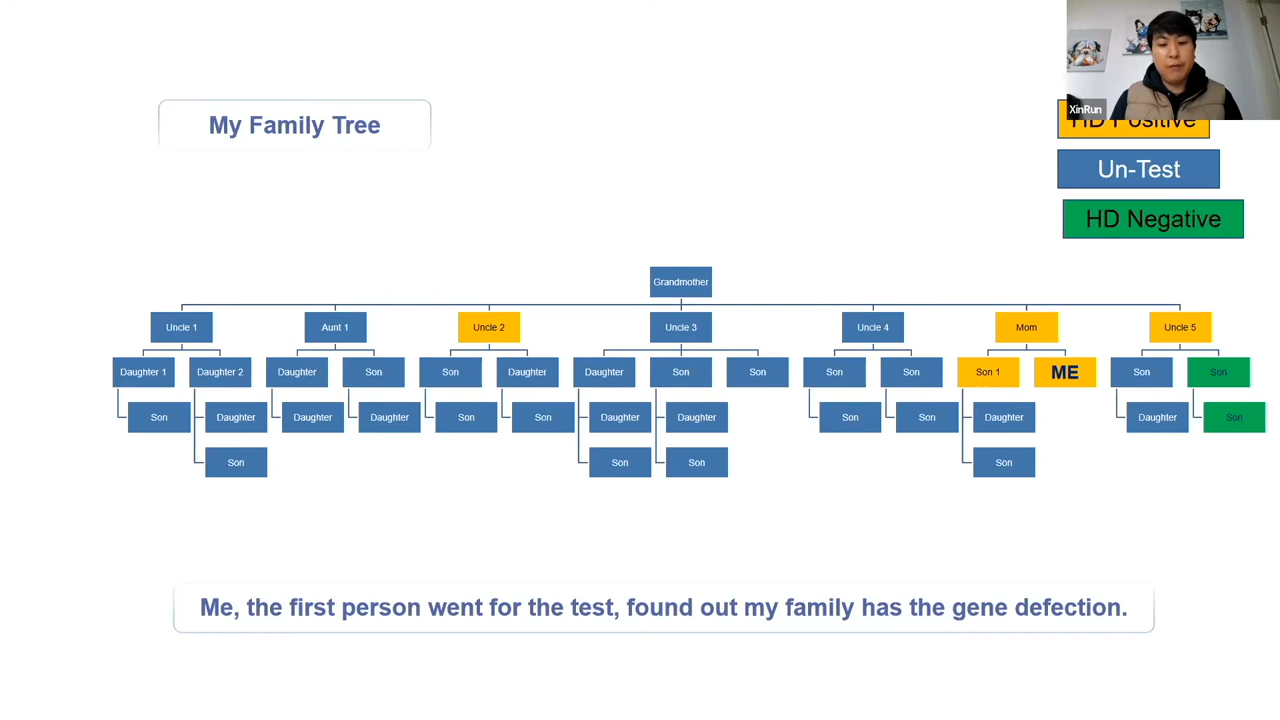 XinRun
My Family Tree
HD Positive
Un-Test
HD Negative
Grandmother
Uncle 1 Aunt 1 Uncle 2 Uncle 3 Uncle 4 Mom Uncle 5
Daughter 1 Daughter 2 Daughter Son Son Daughter Daughter Son Son Son Son Son 1 ME Son Son
Son Daughter Daughter Daughter Son Son Daughter Daughter Son Son Daughter Daughter Son
Son Son Son Son
Me, the first person went for the test, found out my family has the gene defection.